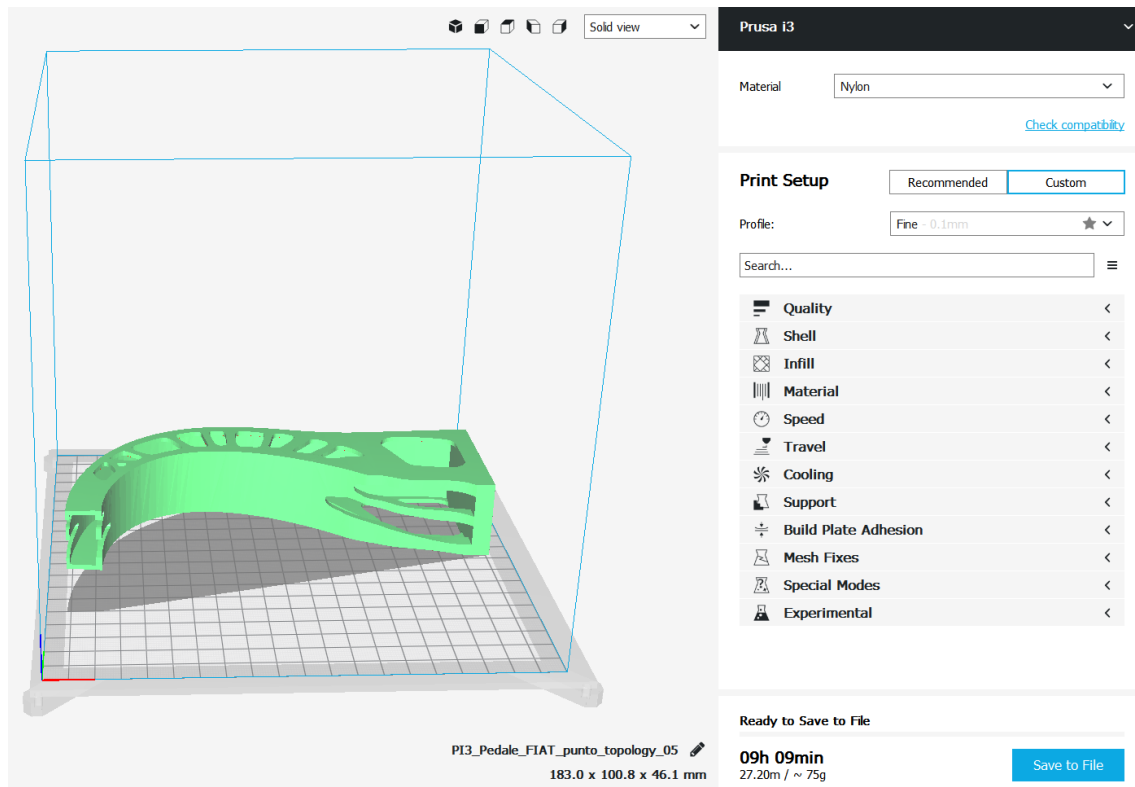 Solid view
Prusa i3
Material
Nylon
Check compatibility
Print Setup
Recommended
Custom
Profile:
Fine - 0.1mm
Search...
Quality
Shell
Infill
Material
Speed
Travel
Cooling
Support
Build Plate Adhesion
Mesh Fixes
Special Modes
Experimental
PI3_Pedale_FIAT_punto_topology_05
183.0 x 100.8 x 46.1 mm
Ready to Save to File
09h 09min
27.20m / ~ 75g
Save to File